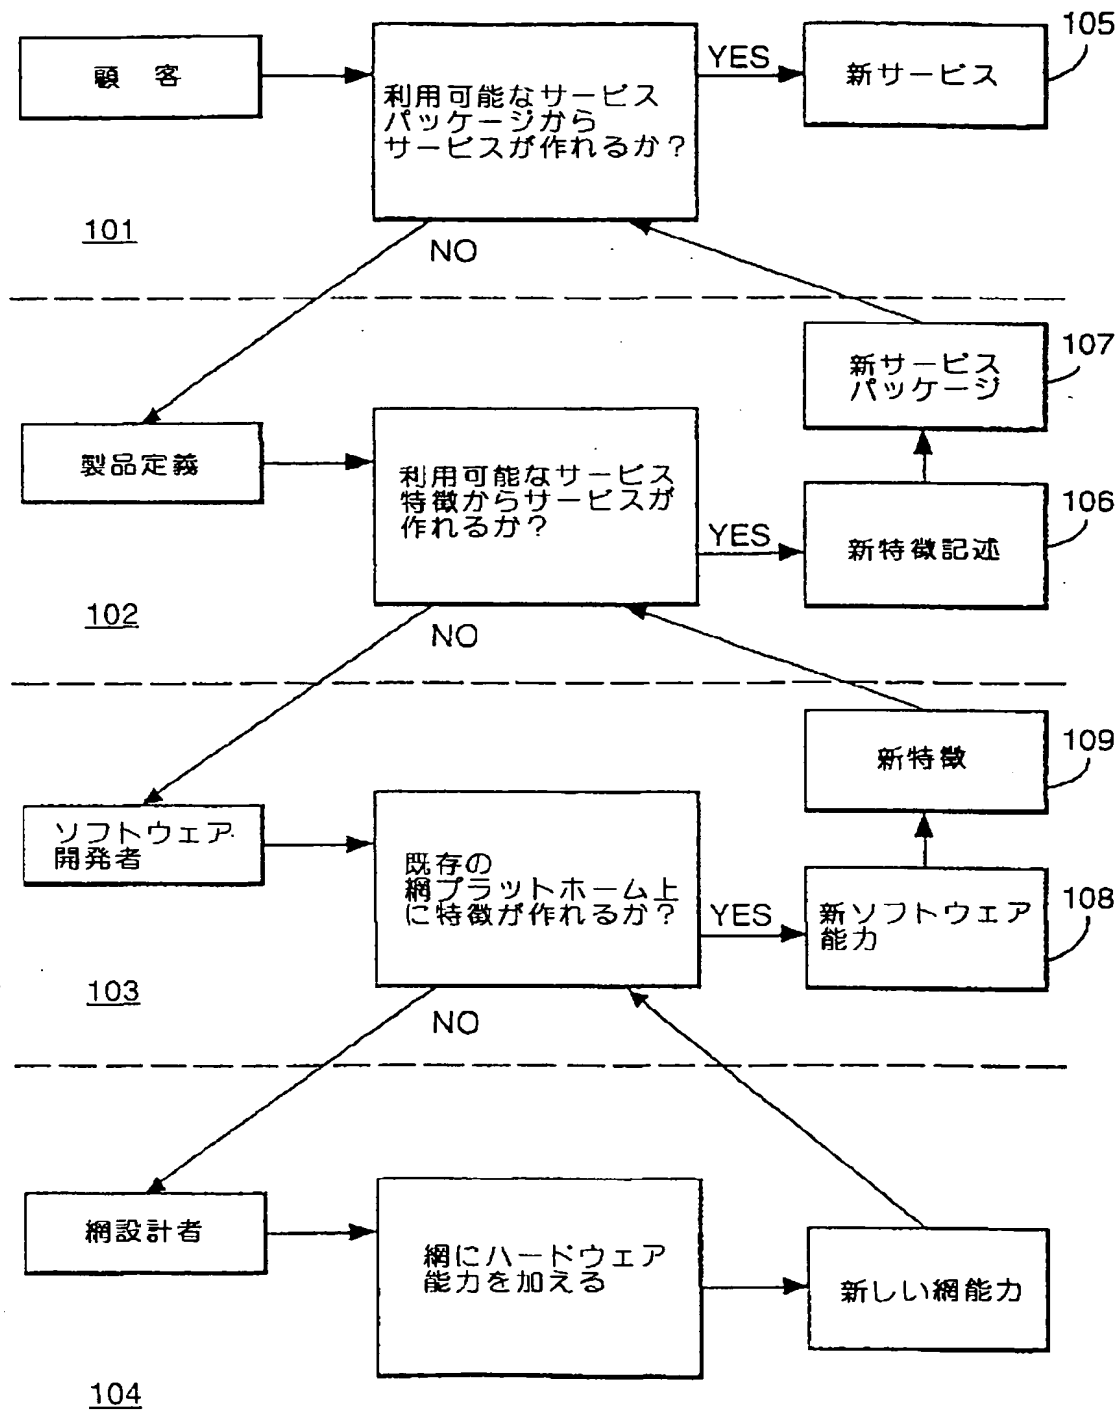 105
顧 客
利用可能なサービス
パッケージから
サービスが作れるか？
YES
新サービス
101
NO
107
新サービス
パッケージ
製品定義
利用可能なサービス
特徴からサービスが
作れるか？
YES
106
新特徴記述
102
NO
109
新特徴
ソフトウェア
開発者
既存の
網プラットホーム上
に特徴が作れるか？
YES
108
新ソフトウェア
能力
103
NO
網設計者
網にハードウェア
能力を加える
新しい網能力
104